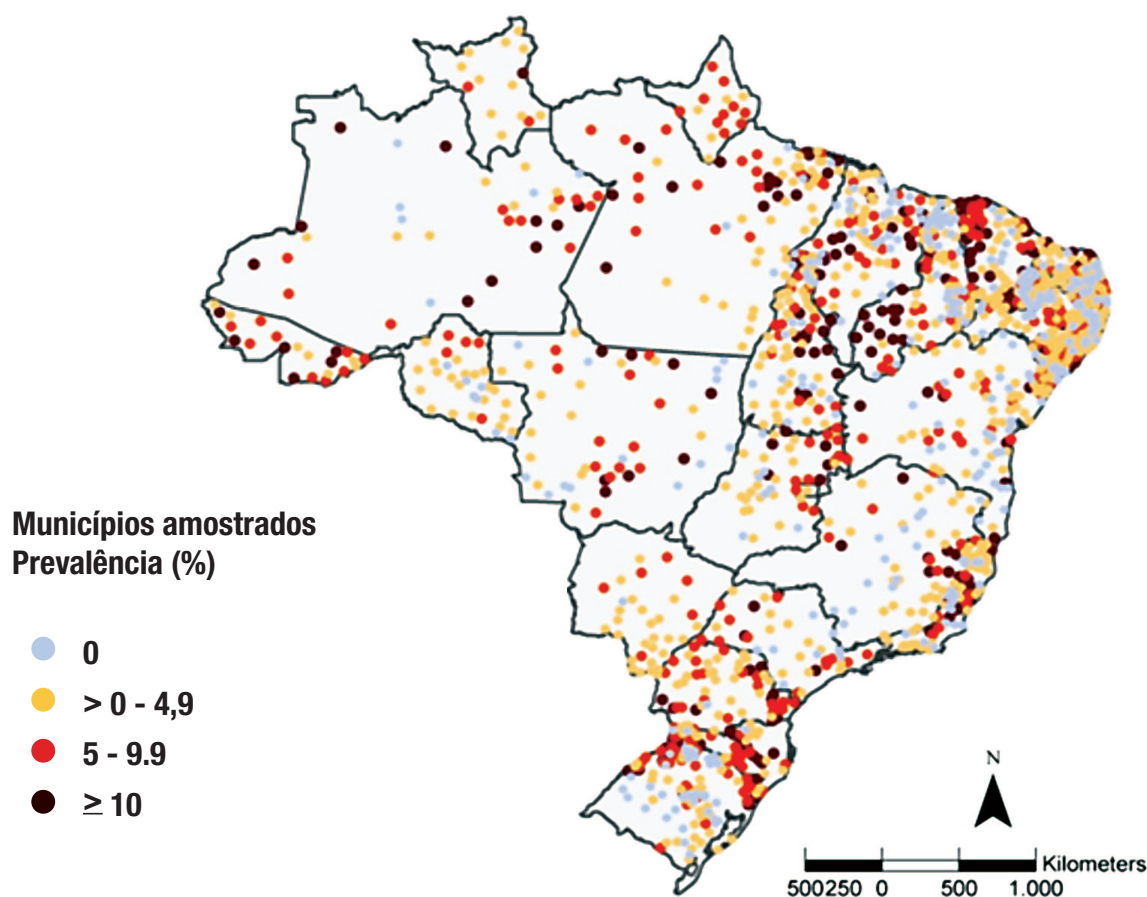 Municípios amostrados
Prevalência (%)
0
> 0 - 4,9
5 - 9.9
≥ 10
N
Kilometers
500250 0 500 1.000